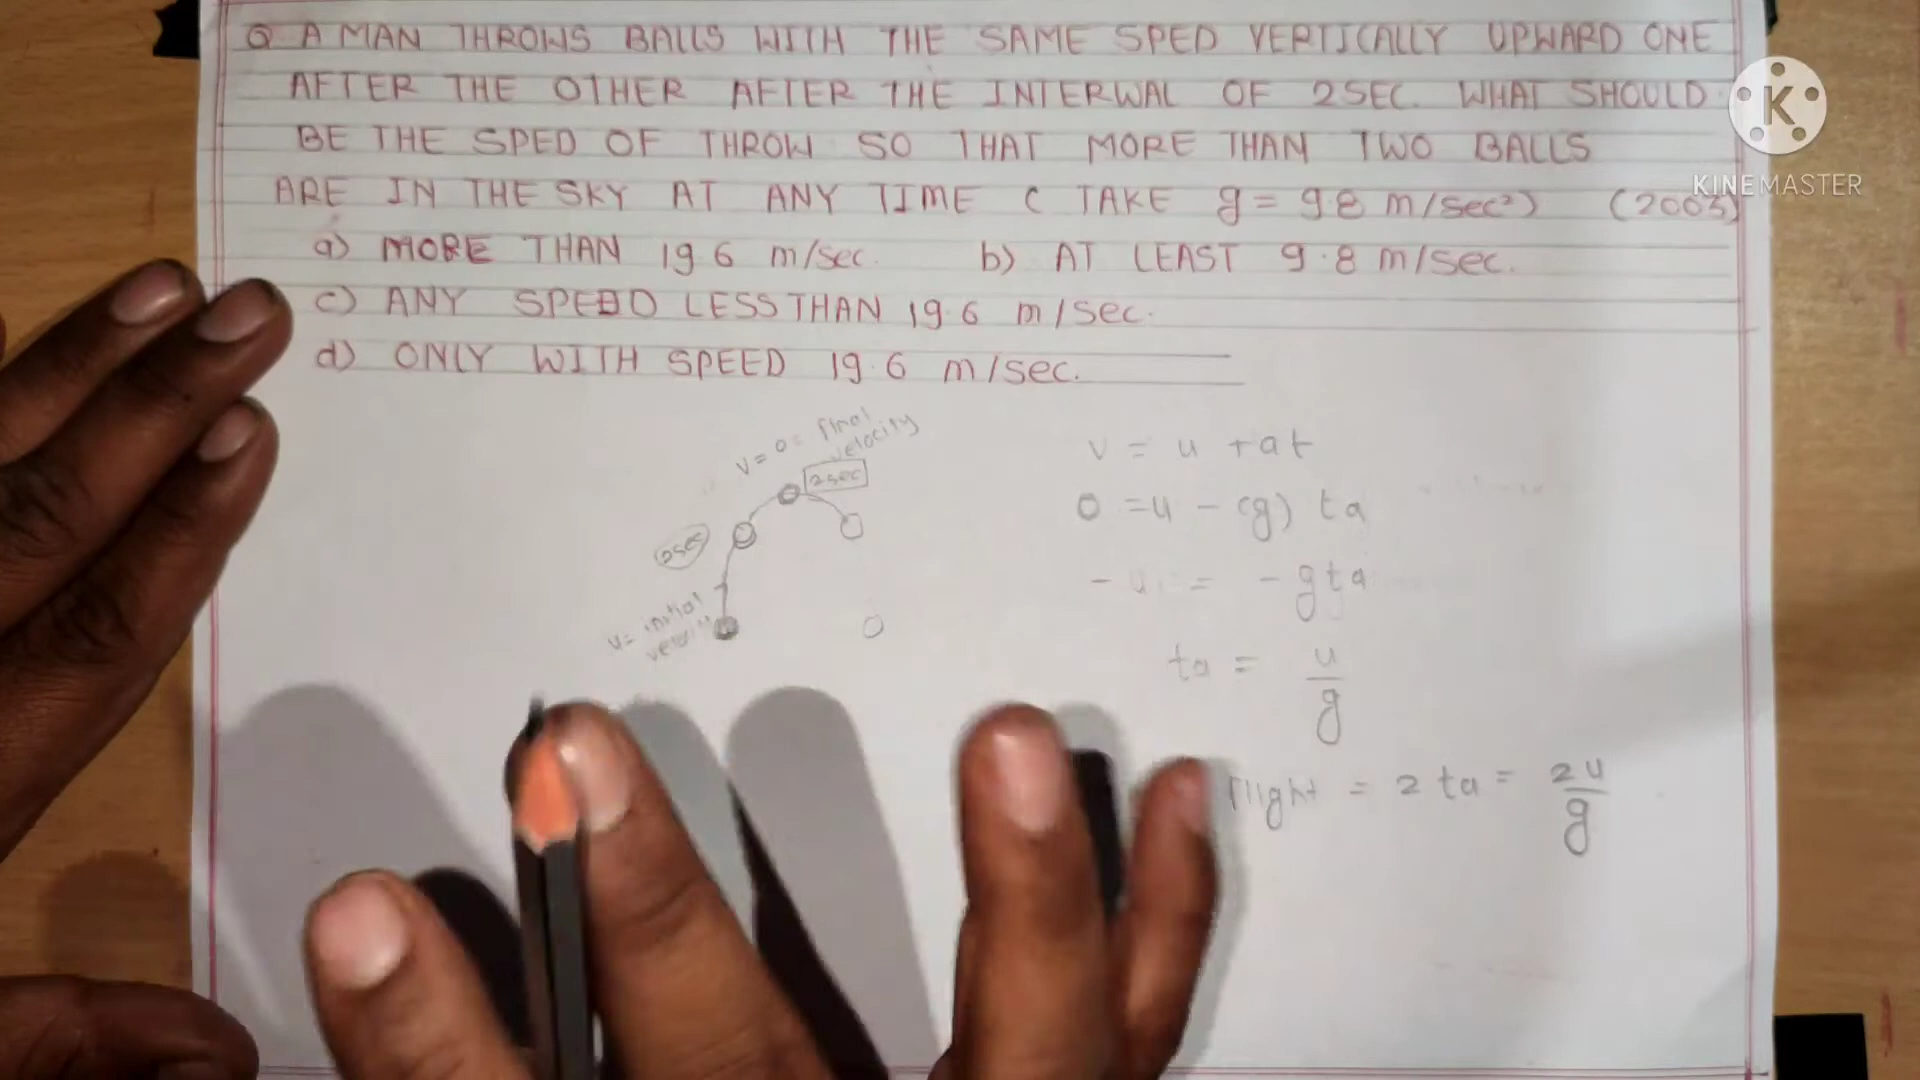 Q. A MAN THROWS BALLS WITH THE SAME SPED VERTICALLY UPWARD ONE
AFTER THE OTHER AFTER THE INTERWAL OF 2SEC. WHAT SHOULD
BE THE SPED OF THROW SO THAT MORE THAN TWO BALLS
ARE IN THE SKY AT ANY TIME ( TAKE g = 9.8 m/sec²) (2003)
a) MORE THAN 19.6 m/sec. b) AT LEAST 9.8 m/sec.
c) ANY SPEED LESS THAN 19.6 m/sec.
d) ONLY WITH SPEED 19.6 m/sec.
K
KINEMASTER
v = 0 = final
velocity
2sec
2sec
u = initial
v = u + at
0 = u - (g) ta
- u = - gta
ta = u/g
flight = 2 ta = 2u/g